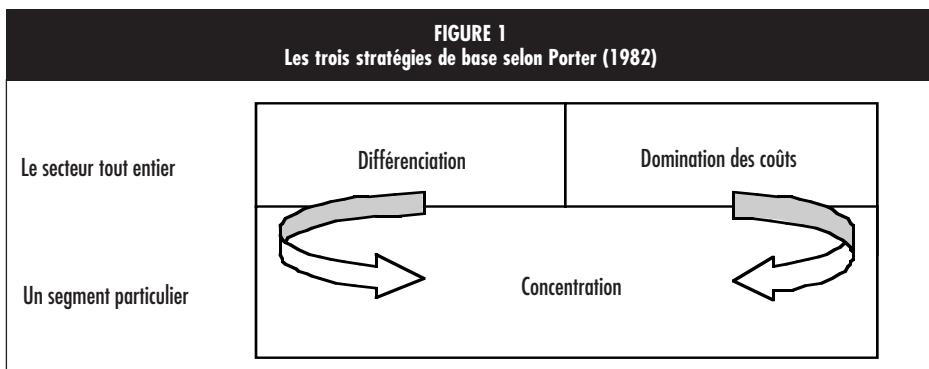 FIGURE 1
Les trois stratégies de base selon Porter (1982)
Le secteur tout entier
Différenciation
Domination des coûts
Un segment particulier
Concentration